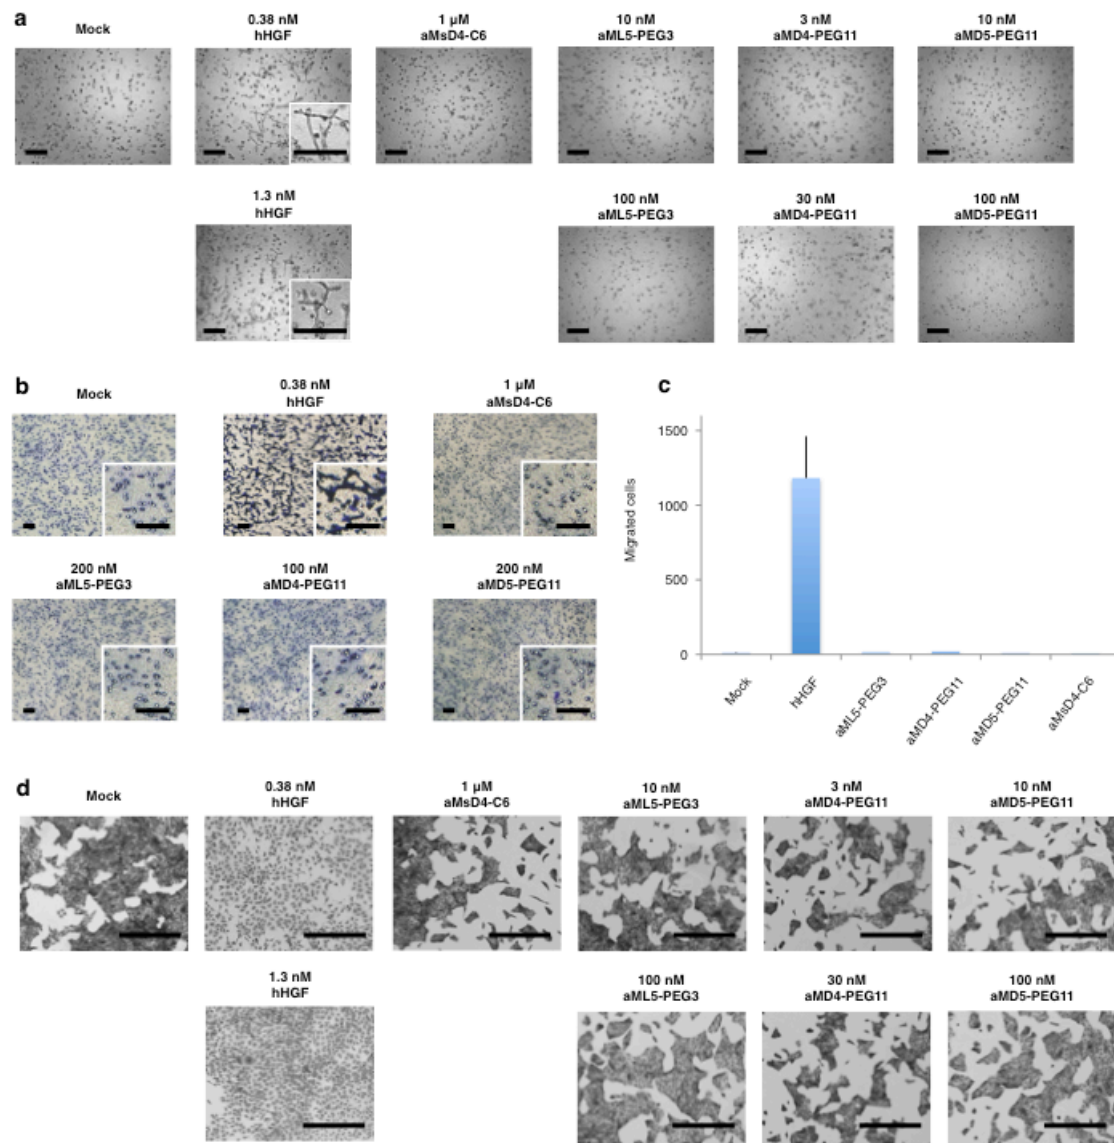 a
Mock
0.38 nM
hHGF
1 µM
aMsD4-C6
10 nM
aML5-PEG3
3 nM
aMD4-PEG11
10 nM
aMD5-PEG11
1.3 nM
hHGF
100 nM
aML5-PEG3
30 nM
aMD4-PEG11
100 nM
aMD5-PEG11
b
Mock
0.38 nM
hHGF
1 µM
aMsD4-C6
200 nM
aML5-PEG3
100 nM
aMD4-PEG11
200 nM
aMD5-PEG11
c
Migrated cells
1500
1000
500
0
Mock
hHGF
aML5-PEG3
aMD4-PEG11
aMD5-PEG11
aMsD4-C6
d
Mock
0.38 nM
hHGF
1 µM
aMsD4-C6
10 nM
aML5-PEG3
3 nM
aMD4-PEG11
10 nM
aMD5-PEG11
1.3 nM
hHGF
100 nM
aML5-PEG3
30 nM
aMD4-PEG11
100 nM
aMD5-PEG11